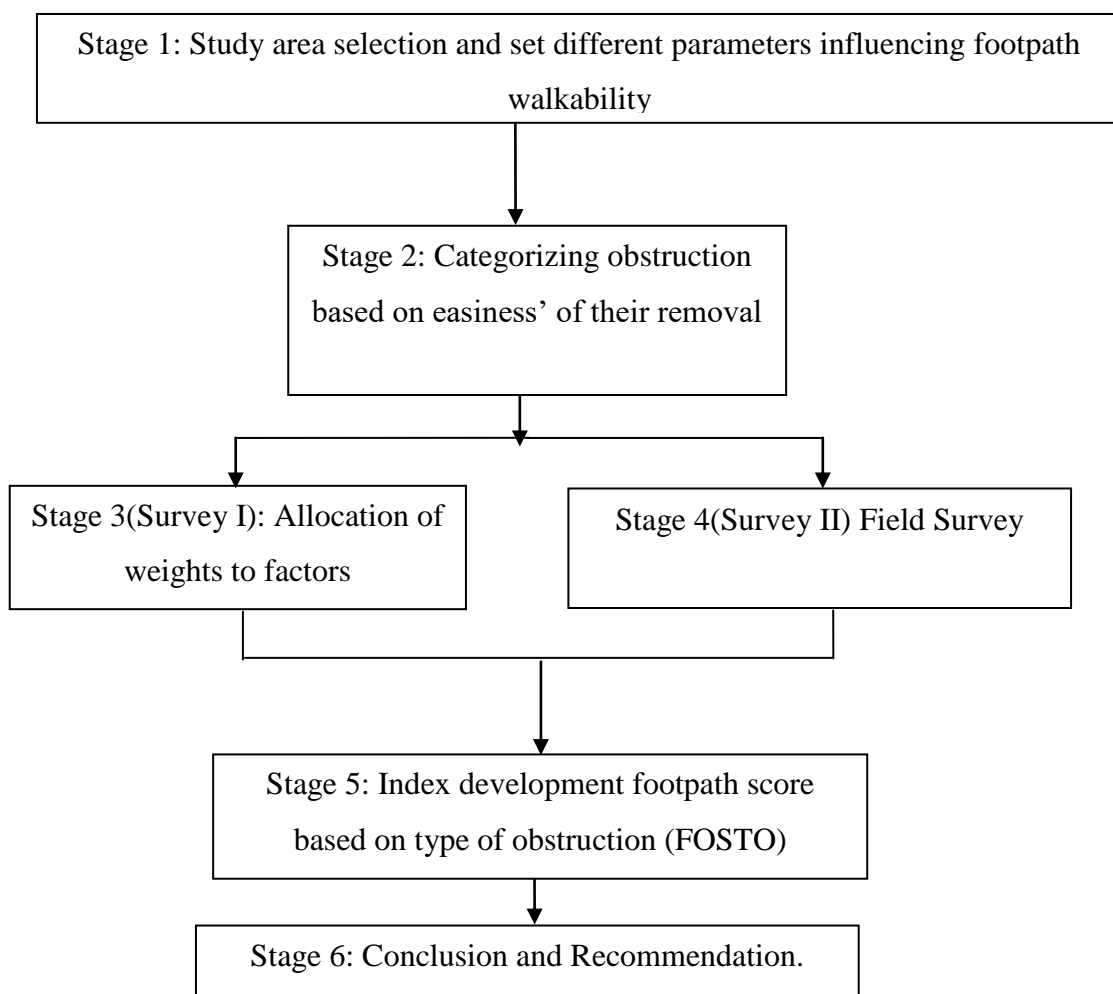 Stage 1: Study area selection and set different parameters influencing footpath
walkability
Stage 2: Categorizing obstruction
based on easiness’ of their removal
Stage 3(Survey I): Allocation of
weights to factors
Stage 4(Survey II) Field Survey
Stage 5: Index development footpath score
based on type of obstruction (FOSTO)
Stage 6: Conclusion and Recommendation.